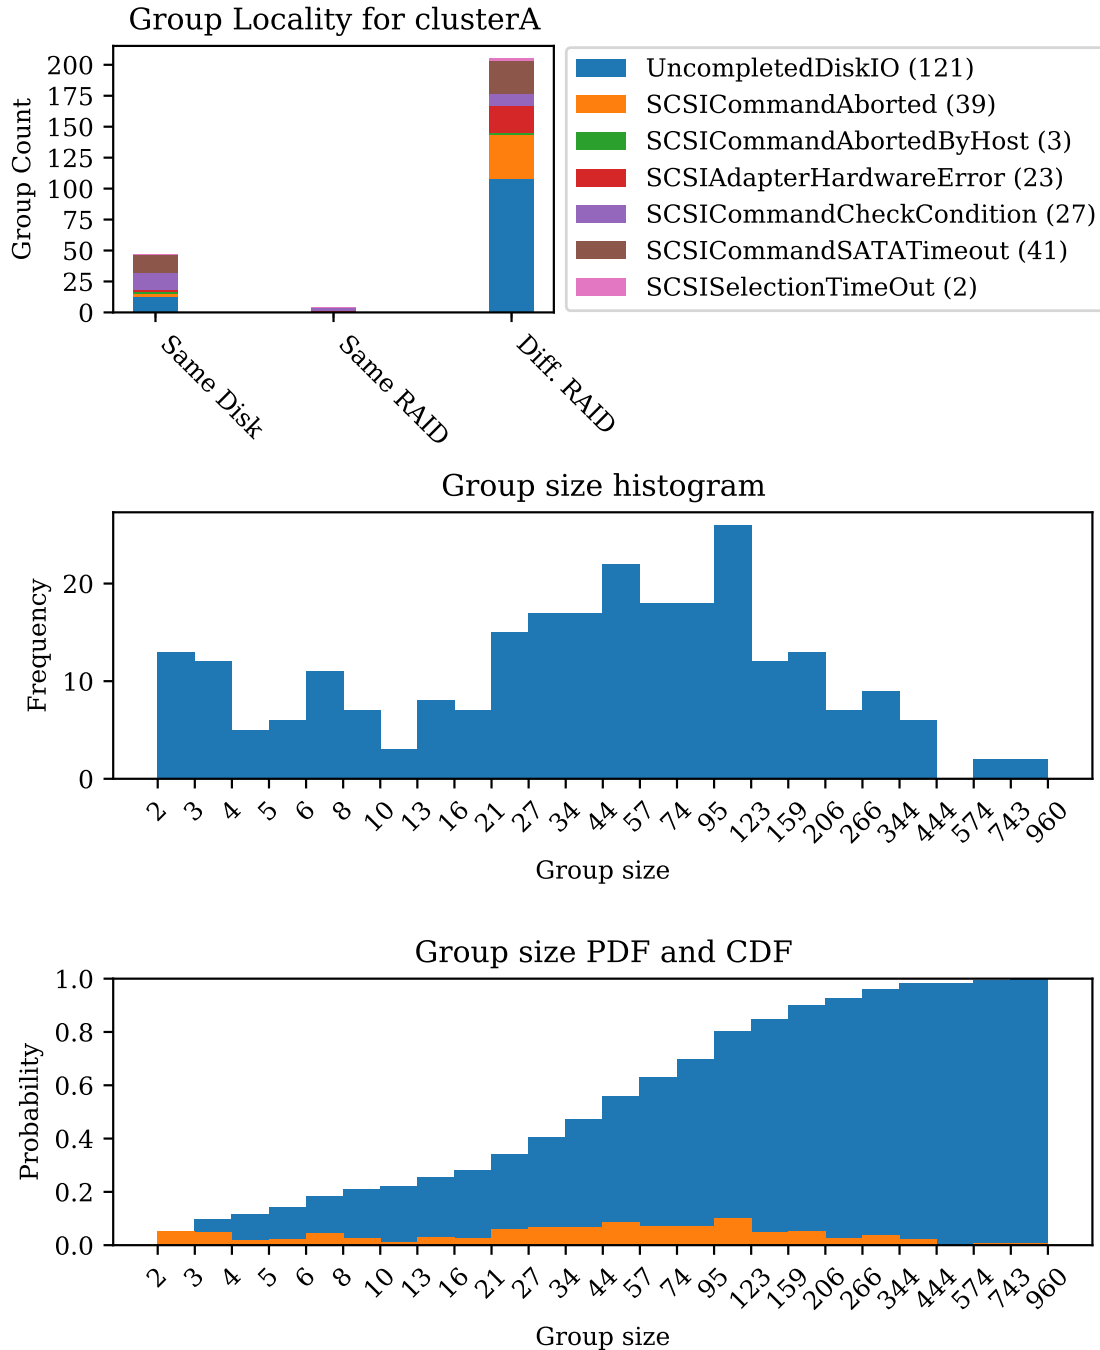 Group Locality for clusterA
Group Count
200
175
150
125
100
75
50
25
0
Same Disk
Same RAID
Diff. RAID
UncompletedDiskIO (121)
SCSICommandAborted (39)
SCSICommandAbortedByHost (3)
SCSIAdapterHardwareError (23)
SCSICommandCheckCondition (27)
SCSICommandSATATimeout (41)
SCSISelectionTimeOut (2)
Group size histogram
Frequency
20
10
0
2 3 4 5 6 8 10 13 16 21 27 34 44 57 74 95 123 159 206 266 344 444 574 743 960
Group size
Group size PDF and CDF
Probability
1.0
0.8
0.6
0.4
0.2
0.0
2 3 4 5 6 8 10 13 16 21 27 34 44 57 74 95 123 159 206 266 344 444 574 743 960
Group size